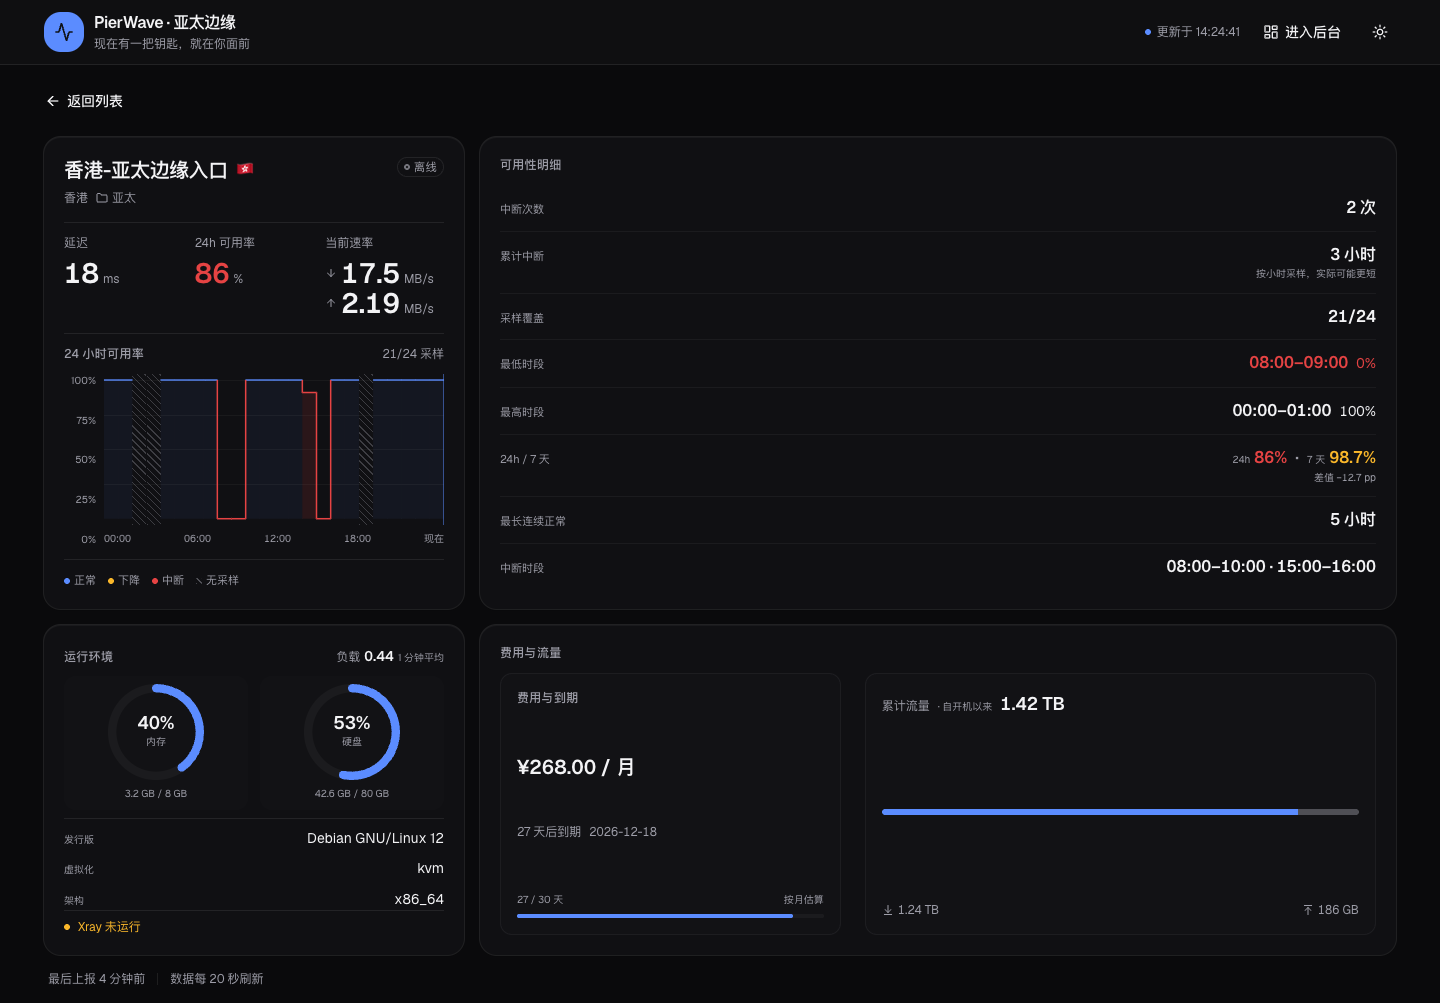 PierWave · 亚太边缘
现在有一把钥匙，就在你面前
更新于 14:24:41
进入后台
返回列表
香港-亚太边缘入口
离线
香港 亚太
延迟
24h 可用率
当前速率
18 ms
86 %
↓ 17.5 MB/s
↑ 2.19 MB/s
24 小时可用率
21/24 采样
100%
75%
50%
25%
0%
00:00
06:00
12:00
18:00
现在
正常
下降
中断
无采样
可用性明细
中断次数
2 次
累计中断
3 小时
按小时采样，实际可能更短
采样覆盖
21/24
最低时段
08:00–09:00 0%
最高时段
00:00–01:00 100%
24h / 7 天
24h 86% · 7 天 98.7%
差值 −12.7 pp
最长连续正常
5 小时
中断时段
08:00–10:00 · 15:00–16:00
运行环境
负载 0.44 1 分钟平均
40%
内存
3.2 GB / 8 GB
53%
硬盘
42.6 GB / 80 GB
发行版
Debian GNU/Linux 12
虚拟化
kvm
架构
x86_64
Xray 未运行
费用与流量
费用与到期
¥268.00 / 月
27 天后到期 2026-12-18
27 / 30 天
按月估算
累计流量 · 自开机以来 1.42 TB
1.24 TB
186 GB
最后上报 4 分钟前
数据每 20 秒刷新